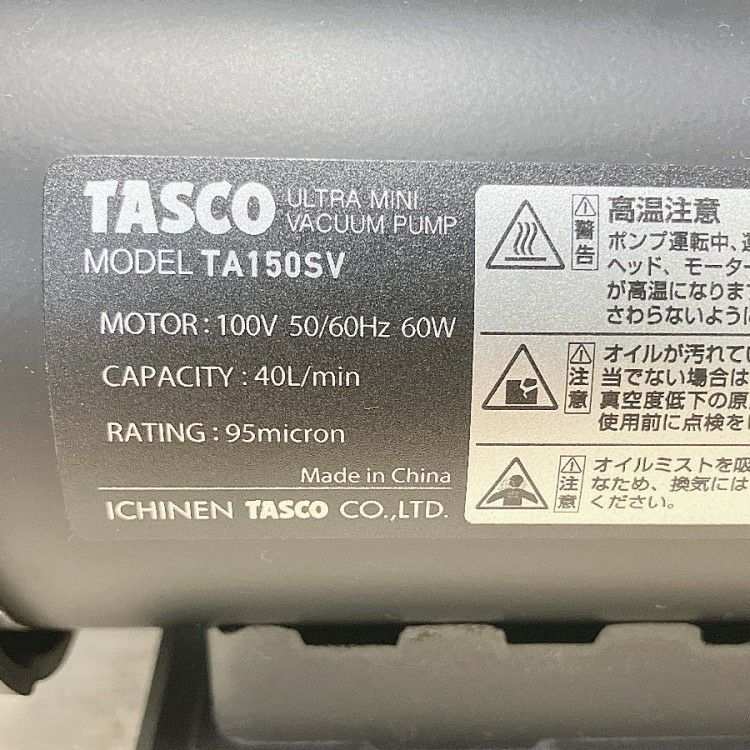 TASCO ULTRA MINI
VACUUM PUMP
MODEL TA150SV
MOTOR : 100V 50/60Hz 60W
CAPACITY : 40L/min
RATING : 95micron
Made in China
ICHINEN TASCO CO.,LTD.
警告
高温注意
ポンプ運転中、
ヘッド、モーター
が高温になりま
さわらないように
注意
オイルが汚れてい
当でない場合は
真空度低下の原
使用前に点検を
注意
オイルミストを吸
なため、換気には
ください。